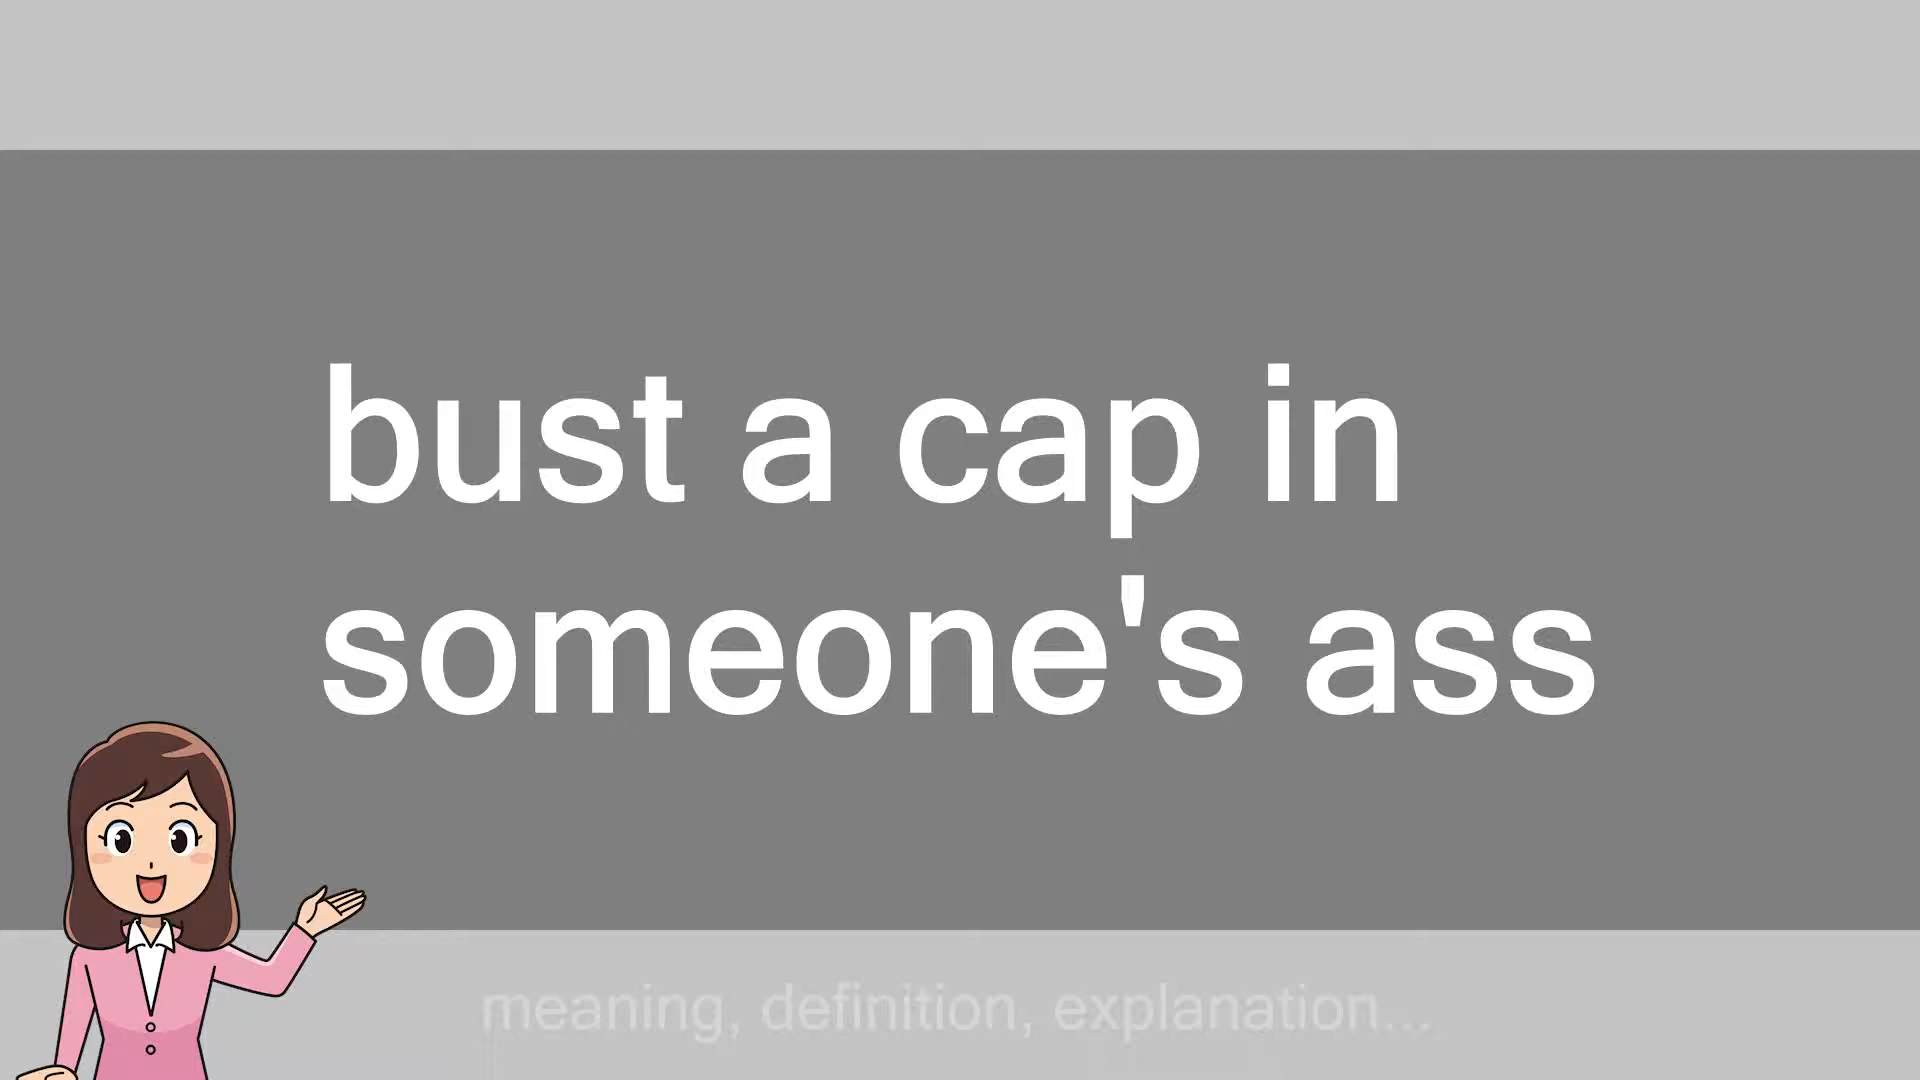 bust a cap in
someone's ass
meaning, definition, explanation...